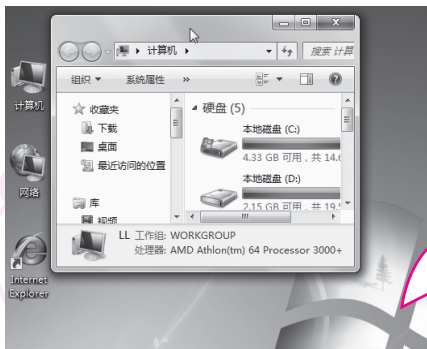 计算机
网络
Internet
Explorer
计算机
搜索 计算
组织 系统属性 »
收藏夹
下载
桌面
最近访问的位置
库
视频
硬盘 (5)
本地磁盘 (C:)
4.33 GB 可用，共 14.6
本地磁盘 (D:)
2.15 GB 可用，共 19.5
LL 工作组: WORKGROUP
处理器: AMD Athlon(tm) 64 Processor 3000+